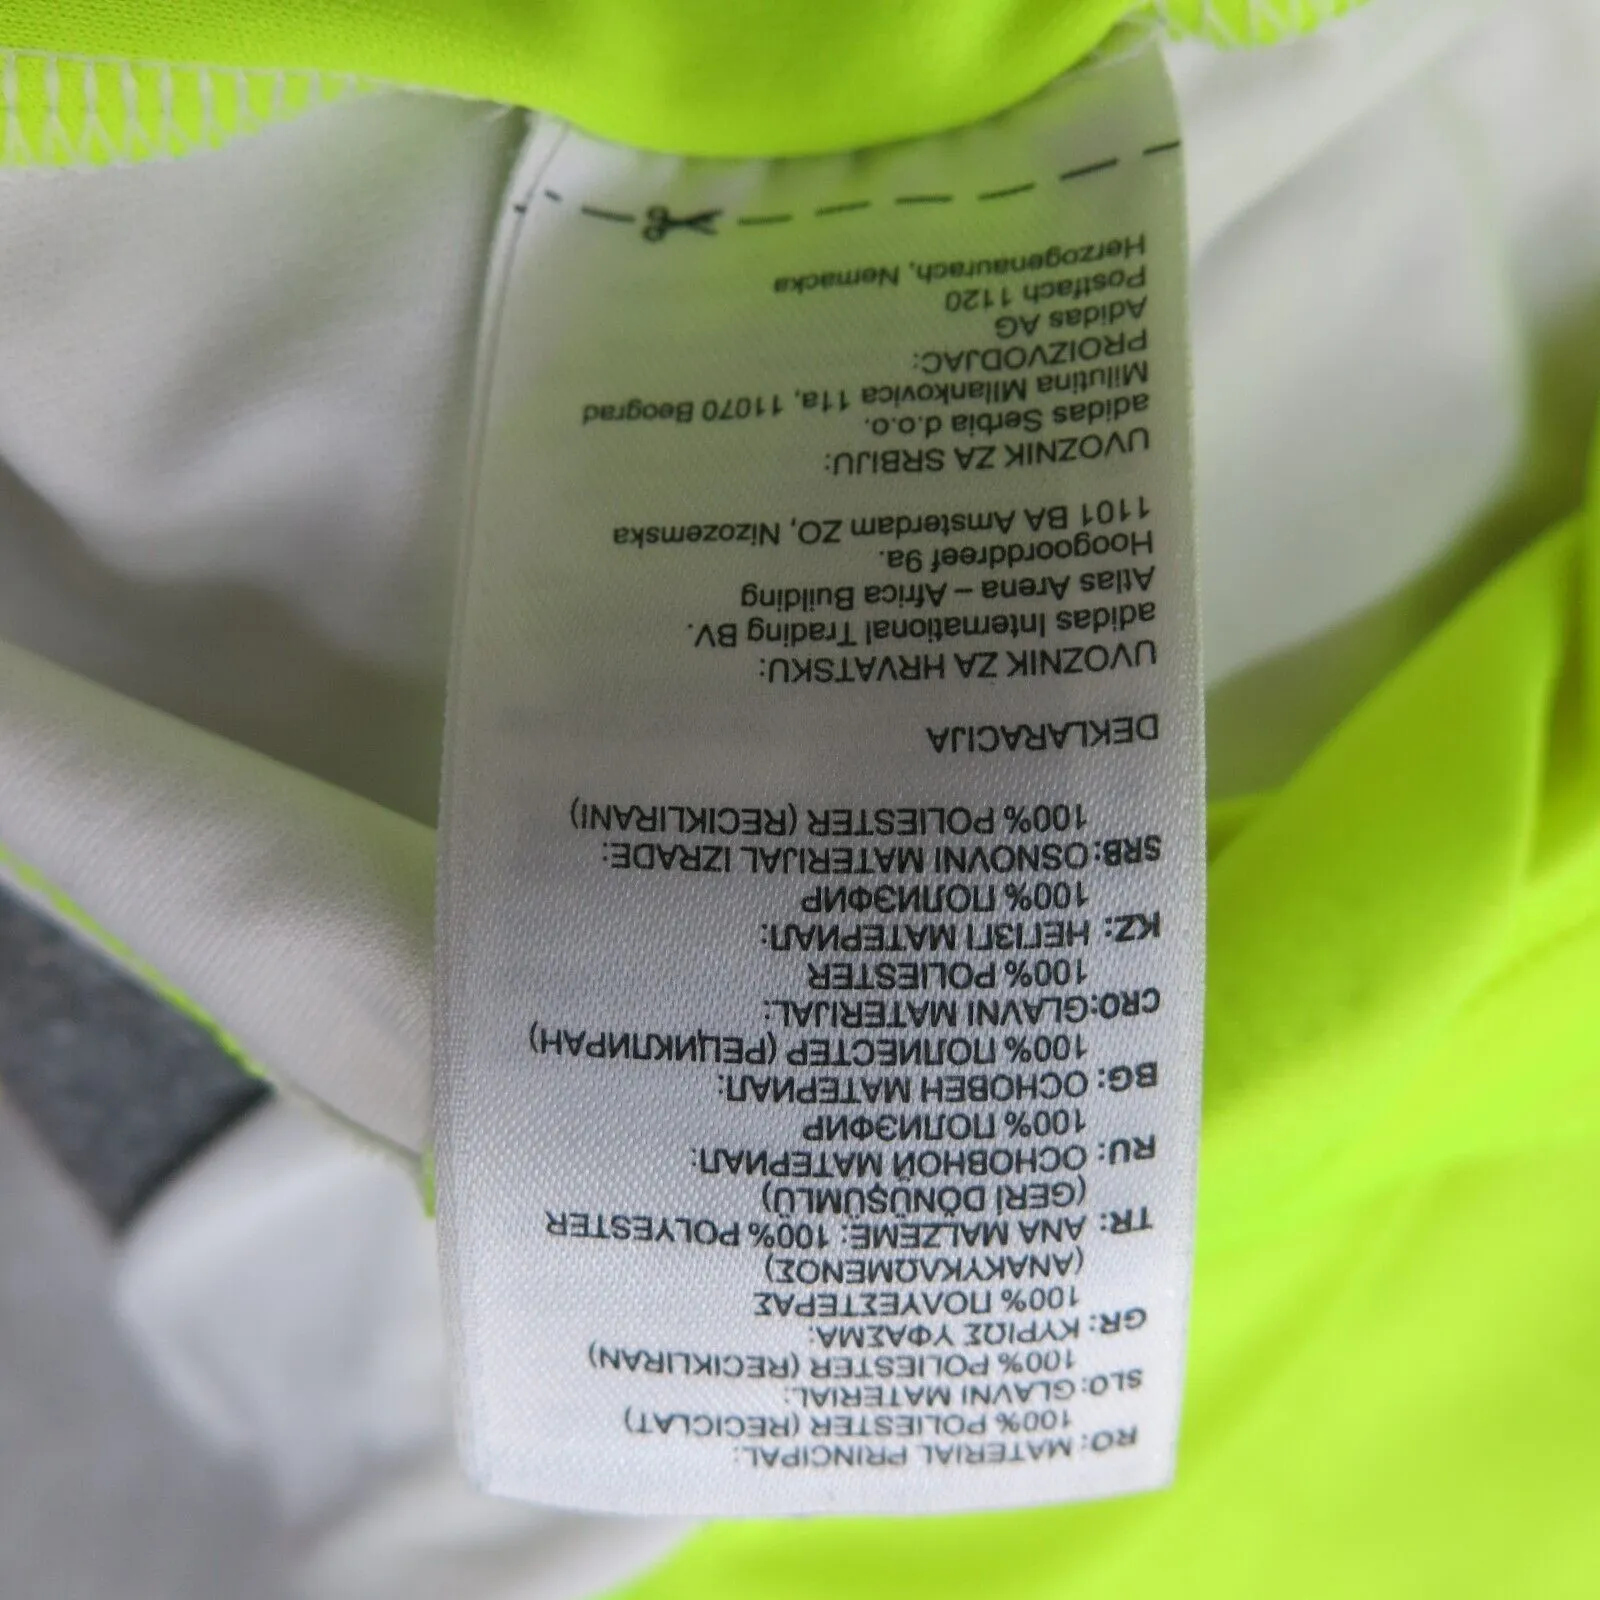 RO: MATERIAL PRINCIPAL:
100% POLIESTER (RECICLAT)
SLO: GLAVNI MATERIAL:
100% POLIESTER (RECIKLIRAN)
GR: ΚΥΡΙΩΣ ΥΦΑΣΜΑ:
100% ΠΟΛΥΕΣΤΕΡΑΣ
(ΑΝΑΚΥΚΛΩΜΕΝΟΣ)
TR: ANA MALZEME: 100% POLYESTER
(GERİ DÖNÜŞÜMLÜ)
RU: ОСНОВНОЙ МАТЕРИАЛ:
100% ПОЛИЭФИР
BG: ОСНОВЕН МАТЕРИАЛ:
100% ПОЛИЕСТЕР (РЕЦИКЛИРАН)
CRO:GLAVNI MATERIJAL:
100% POLIESTER
KZ: НЕГІЗГІ МАТЕРИАЛ:
100% ПОЛИЭФИР
SRB: OSNOVNI MATERIJAL IZRADE:
100% POLIESTER (RECIKLIRANI)
DEKLARACIJA
UVOZNIK ZA HRVATSKU:
adidas International Trading BV.
Atlas Arena – Africa Building
Hoogoorddreef 9a.
1101 BA Amsterdam ZO, Nizozemska
UVOZNIK ZA SRBIJU:
adidas Serbia d.o.o.
Milutina Milankovica 11a, 11070 Beograd
PROIZVODJAC:
Adidas AG
Postfach 1120
Herzogenaurach, Nemacka